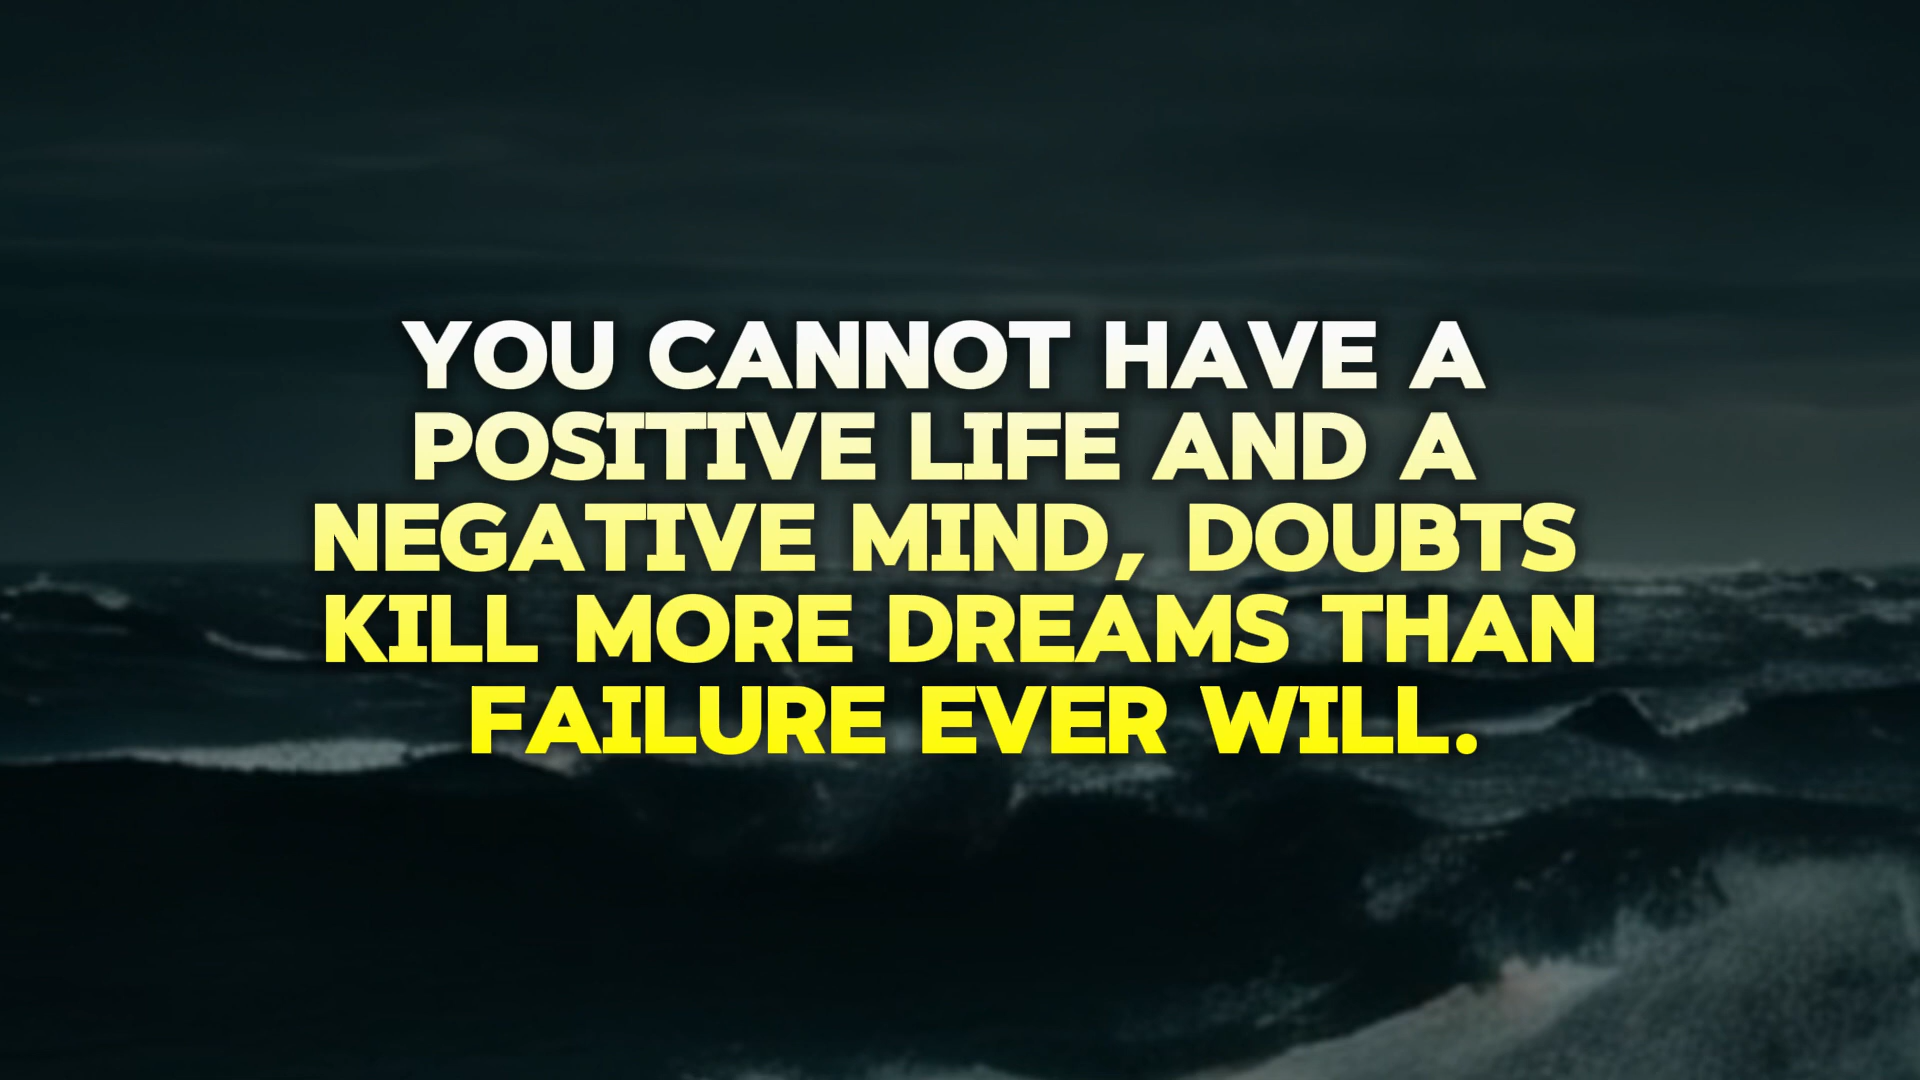 YOU CANNOT HAVE A
POSITIVE LIFE AND A
NEGATIVE MIND, DOUBTS
KILL MORE DREAMS THAN
FAILURE EVER WILL.